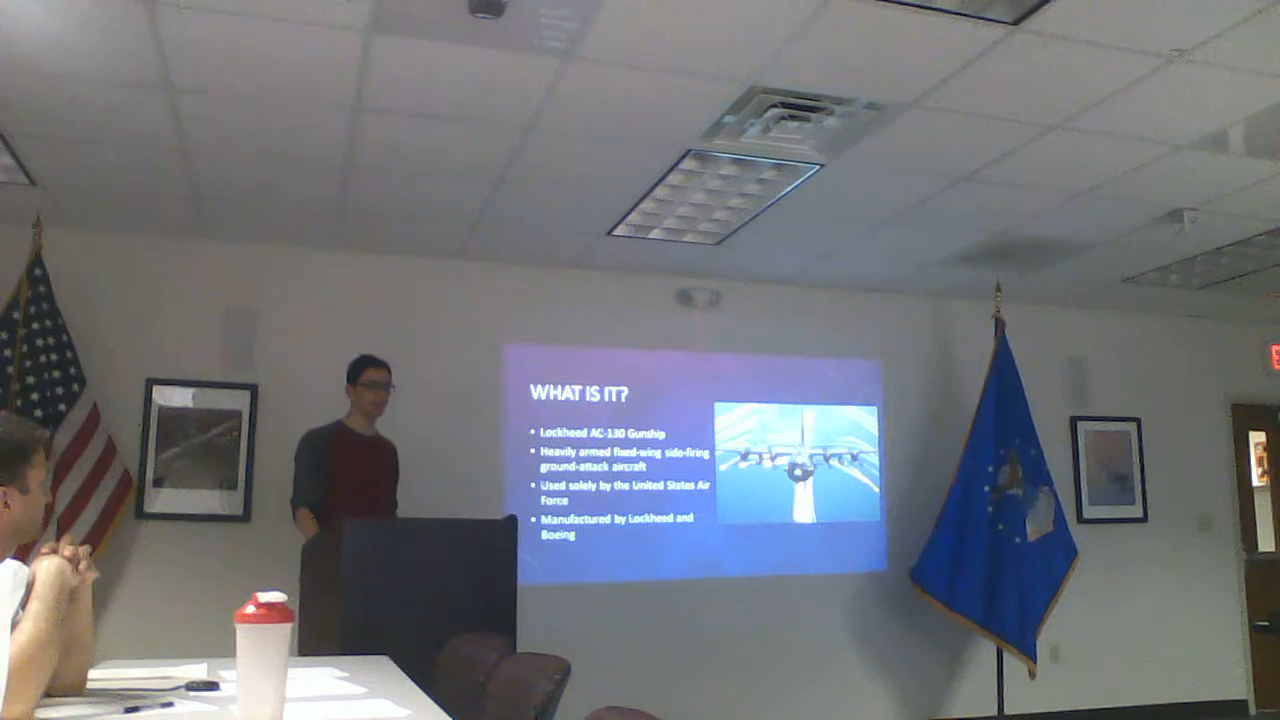 WHAT IS IT?
• Lockheed AC-130 Gunship
• Heavily armed fixed-wing side-firing
ground-attack aircraft
• Used solely by the United States Air
Force
• Manufactured by Lockheed and
Boeing
E